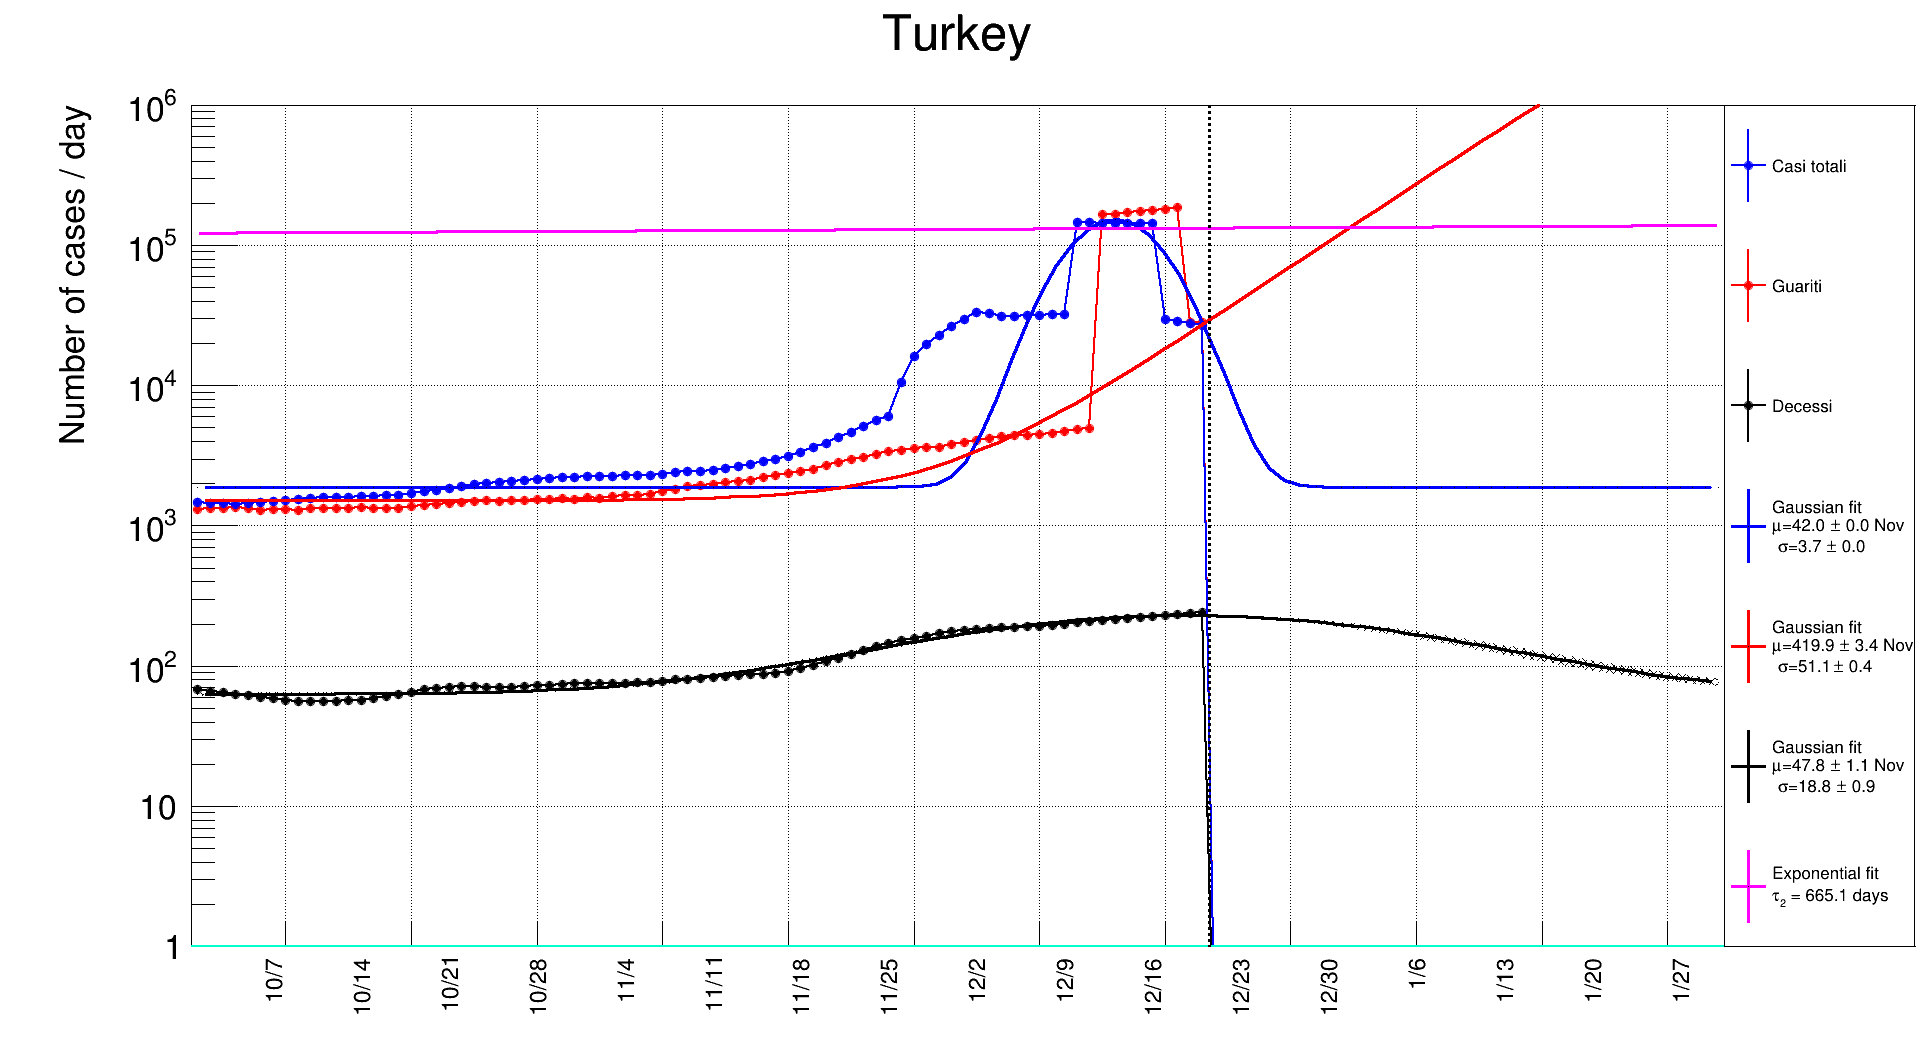 Turkey
Number of cases / day
10^6
10^5
10^4
10^3
10^2
10
1
10/7
10/14
10/21
10/28
11/4
11/11
11/18
11/25
12/2
12/9
12/16
12/23
12/30
1/6
1/13
1/20
1/27
Casi totali
Guariti
Decessi
Gaussian fit
μ=42.0 ± 0.0 Nov
σ=3.7 ± 0.0
Gaussian fit
μ=419.9 ± 3.4 Nov
σ=51.1 ± 0.4
Gaussian fit
μ=47.8 ± 1.1 Nov
σ=18.8 ± 0.9
Exponential fit
τ₂ = 665.1 days